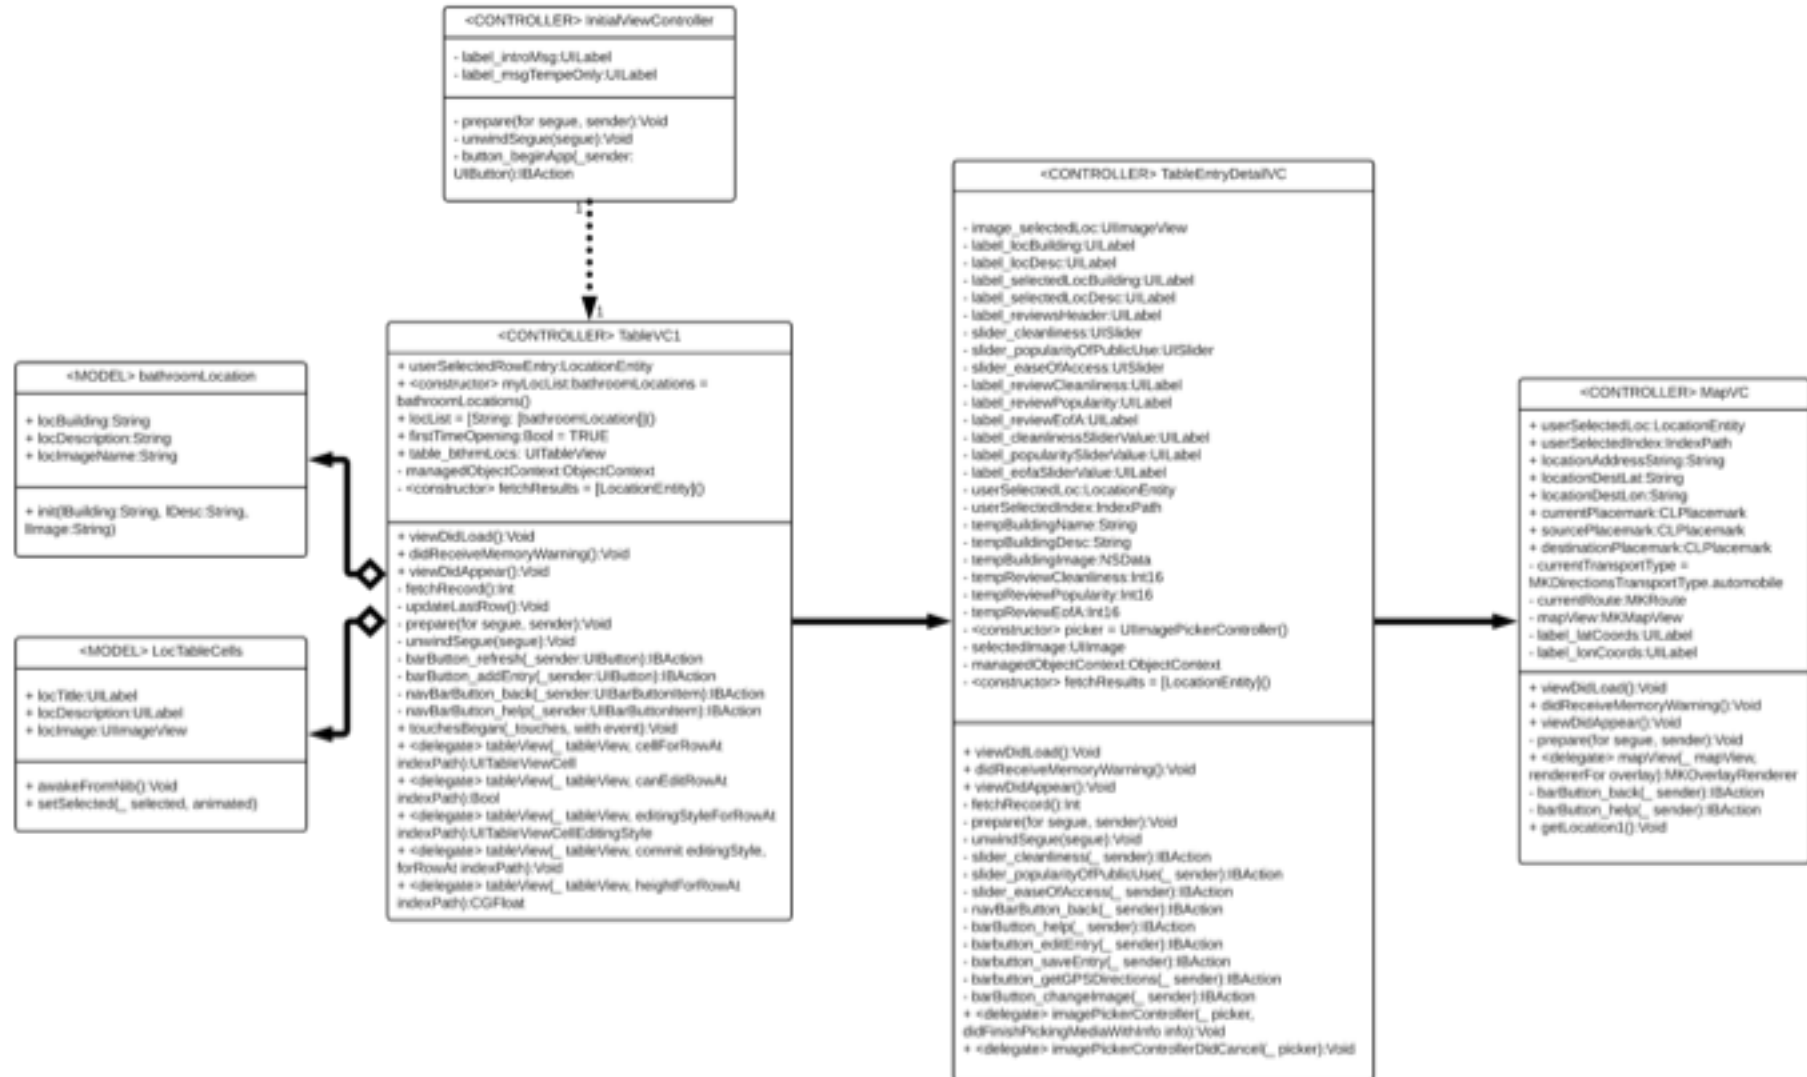 <CONTROLLER> InitialViewController
- label_introMsg:UILabel
- label_msgTempeOnly:UILabel
- prepare(for segue, sender):Void
- unwindSegue(segue):Void
- button_beginApp(_sender:
UIButton):IBAction
1
1
<CONTROLLER> TableVC1
+ userSelectedRowEntry:LocationEntity
+ <constructor> myLocList:bathroomLocations =
bathroomLocations()
+ locList = [String: [bathroomLocation]]()
+ firstTimeOpening:Bool = TRUE
+ table_bthrmLocs: UITableView
- managedObjectContext:ObjectContext
- <constructor> fetchResults = [LocationEntity]()
+ viewDidLoad():Void
+ didReceiveMemoryWarning():Void
+ viewDidAppear():Void
- fetchRecord():Int
- updateLastRow():Void
- prepare(for segue, sender):Void
- unwindSegue(segue):Void
- barButton_refresh(_sender:UIButton):IBAction
- barButton_addEntry(_sender:UIButton):IBAction
- navBarButton_back(_sender:UIBarButtonItem):IBAction
- navBarButton_help(_sender:UIBarButtonItem):IBAction
+ touchesBegan(_touches, with event):Void
+ <delegate> tableView(_ tableView, cellForRowAt
indexPath):UITableViewCell
+ <delegate> tableView(_ tableView, canEditRowAt
indexPath):Bool
+ <delegate> tableView(_ tableView, editingStyleForRowAt
indexPath):UITableViewCellEditingStyle
+ <delegate> tableView(_ tableView, commit editingStyle,
forRowAt indexPath):Void
+ <delegate> tableView(_ tableView, heightForRowAt
indexPath):CGFloat
<MODEL> bathroomLocation
+ locBuilding:String
+ locDescription:String
+ locImageName:String
+ init(lBuilding:String, lDesc:String,
lImage:String)
<MODEL> LocTableCells
+ locTitle:UILabel
+ locDescription:UILabel
+ locImage:UIImageView
+ awakeFromNib():Void
+ setSelected(_ selected, animated)
<CONTROLLER> TableEntryDetailVC
- image_selectedLoc:UIImageView
- label_locBuilding:UILabel
- label_locDesc:UILabel
- label_selectedLocBuilding:UILabel
- label_selectedLocDesc:UILabel
- label_reviewsHeader:UILabel
- slider_cleanliness:UISlider
- slider_popularityOfPublicUse:UISlider
- slider_easeOfAccess:UISlider
- label_reviewCleanliness:UILabel
- label_reviewPopularity:UILabel
- label_reviewEofA:UILabel
- label_cleanlinessSliderValue:UILabel
- label_popularitySliderValue:UILabel
- label_eofaSliderValue:UILabel
- userSelectedLoc:LocationEntity
- userSelectedIndex:IndexPath
- tempBuildingName:String
- tempBuildingDesc:String
- tempBuildingImage:NSData
- tempReviewCleanliness:Int16
- tempReviewPopularity:Int16
- tempReviewEofA:Int16
- <constructor> picker = UIImagePickerController()
- selectedImage:UIImage
- managedObjectContext:ObjectContext
- <constructor> fetchResults = [LocationEntity]()
+ viewDidLoad():Void
+ didReceiveMemoryWarning():Void
+ viewDidAppear():Void
- fetchRecord():Int
- prepare(for segue, sender):Void
- unwindSegue(segue):Void
- slider_cleanliness(_ sender):IBAction
- slider_popularityOfPublicUse(_ sender):IBAction
- slider_easeOfAccess(_ sender):IBAction
- navBarButton_back(_ sender):IBAction
- barButton_help(_ sender):IBAction
- barbutton_editEntry(_ sender):IBAction
- barbutton_saveEntry(_ sender):IBAction
- barbutton_getGPSDirections(_ sender):IBAction
- barButton_changeImage(_ sender):IBAction
+ <delegate> imagePickerController(_ picker,
didFinishPickingMediaWithInfo info):Void
+ <delegate> imagePickerControllerDidCancel(_ picker):Void
<CONTROLLER> MapVC
+ userSelectedLoc:LocationEntity
+ userSelectedIndex:IndexPath
+ locationAddressString:String
+ locationDestLat:String
+ locationDestLon:String
+ currentPlacemark:CLPlacemark
+ sourcePlacemark:CLPlacemark
+ destinationPlacemark:CLPlacemark
- currentTransportType =
MKDirectionsTransportType.automobile
- currentRoute:MKRoute
- mapView:MKMapView
- label_latCoords:UILabel
- label_lonCoords:UILabel
+ viewDidLoad():Void
+ didReceiveMemoryWarning():Void
+ viewDidAppear():Void
- prepare(for segue, sender):Void
+ <delegate> mapView(_ mapView,
rendererFor overlay):MKOverlayRenderer
- barButton_back(_ sender):IBAction
- barButton_help(_ sender):IBAction
+ getLocation1():Void